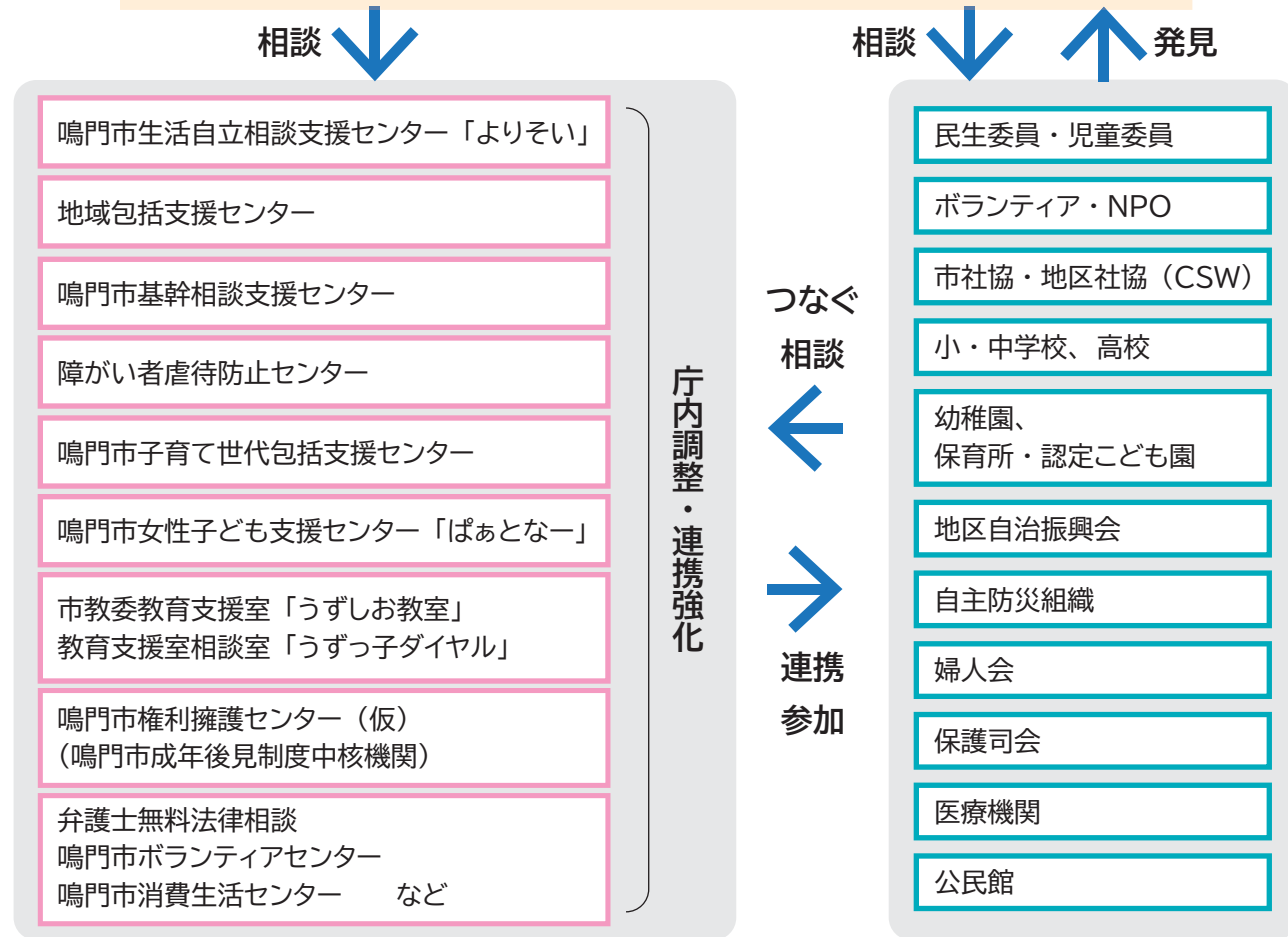 相談
相談
発見
鳴門市生活自立相談支援センター「よりそい」
地域包括支援センター
鳴門市基幹相談支援センター
障がい者虐待防止センター
鳴門市子育て世代包括支援センター
鳴門市女性子ども支援センター「ぱぁとなー」
市教委教育支援室「うずしお教室」
教育支援室相談室「うずっ子ダイヤル」
鳴門市権利擁護センター（仮）
（鳴門市成年後見制度中核機関）
弁護士無料法律相談
鳴門市ボランティアセンター
鳴門市消費生活センター　　など
庁内調整・連携強化
つなぐ
相談
連携
参加
民生委員・児童委員
ボランティア・NPO
市社協・地区社協（CSW）
小・中学校、高校
幼稚園、
保育所・認定こども園
地区自治振興会
自主防災組織
婦人会
保護司会
医療機関
公民館